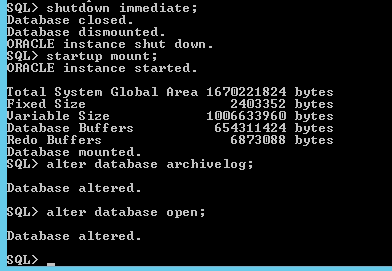 SQL> shutdown immediate;
Database closed.
Database dismounted.
ORACLE instance shut down.
SQL> startup mount;
ORACLE instance started.
Total System Global Area 1670221824 bytes
Fixed Size 2403352 bytes
Variable Size 1006633960 bytes
Database Buffers 654311424 bytes
Redo Buffers 6873088 bytes
Database mounted.
SQL> alter database archivelog;
Database altered.
SQL> alter database open;
Database altered.
SQL> _